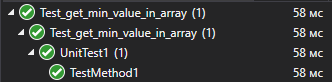 Test_get_min_value_in_array (1) 58 мс
Test_get_min_value_in_array (1) 58 мс
UnitTest1 (1) 58 мс
TestMethod1 58 мс